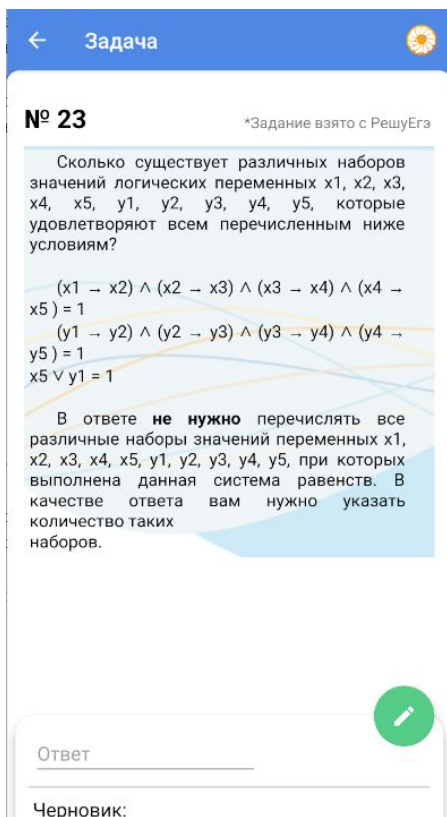 Задача
№ 23
*Задание взято с РешуЕгэ
Сколько существует различных наборов
значений логических переменных x1, x2, x3,
x4, x5, y1, y2, y3, y4, y5, которые
удовлетворяют всем перечисленным ниже
условиям?
(x1 → x2) ∧ (x2 → x3) ∧ (x3 → x4) ∧ (x4 →
x5 ) = 1
(y1 → y2) ∧ (y2 → y3) ∧ (y3 → y4) ∧ (y4 →
y5 ) = 1
x5 ∨ y1 = 1
В ответе не нужно перечислять все
различные наборы значений переменных x1,
x2, x3, x4, x5, y1, y2, y3, y4, y5, при которых
выполнена данная система равенств. В
качестве ответа вам нужно указать
количество таких
наборов.
Ответ
Черновик: